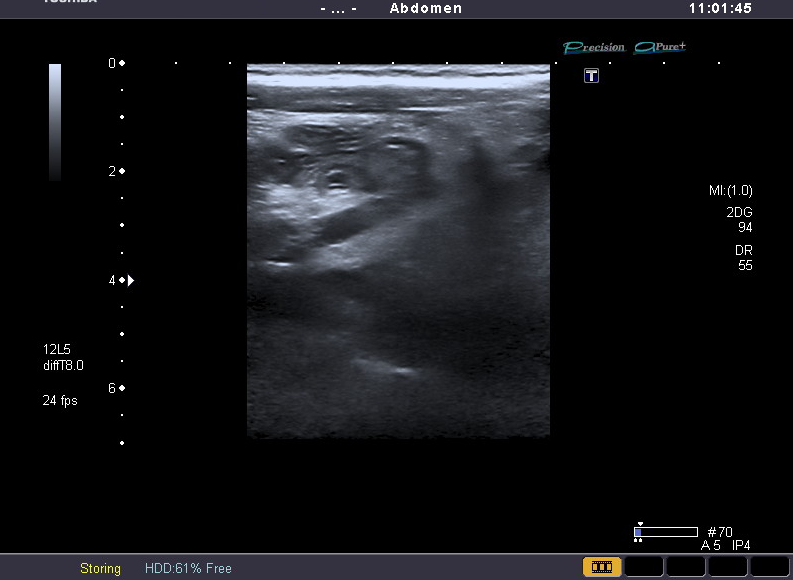 - ... - Abdomen 11:01:45
Precision APure+
T
0
2
4
6
MI:(1.0)
2DG
94
DR
55
12L5
diffT8.0
24 fps
#70
A 5 IP4
Storing HDD:61% Free